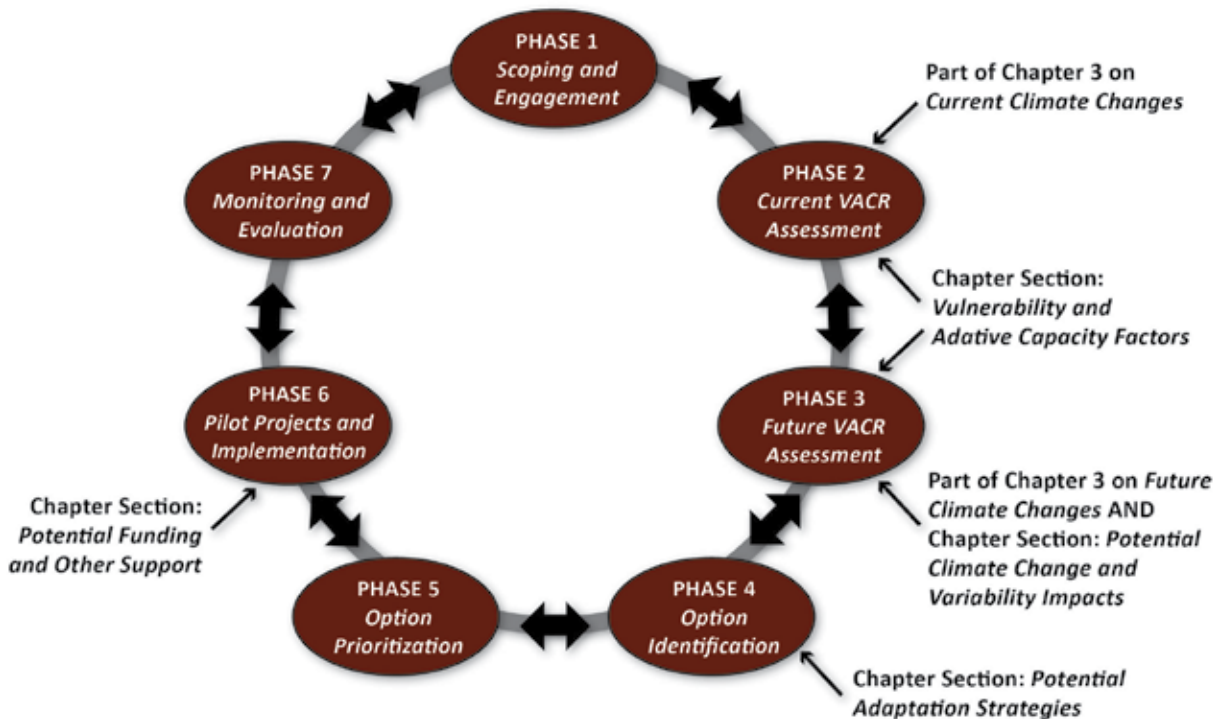 PHASE 1
Scoping and
Engagement
Part of Chapter 3 on
Current Climate Changes
PHASE 2
Current VACR
Assessment
Chapter Section:
Vulnerability and
Adative Capacity Factors
PHASE 3
Future VACR
Assessment
Part of Chapter 3 on Future
Climate Changes AND
Chapter Section: Potential
Climate Change and
Variability Impacts
PHASE 4
Option
Identification
Chapter Section: Potential
Adaptation Strategies
PHASE 5
Option
Prioritization
PHASE 6
Pilot Projects and
Implementation
Chapter Section:
Potential Funding
and Other Support
PHASE 7
Monitoring and
Evaluation